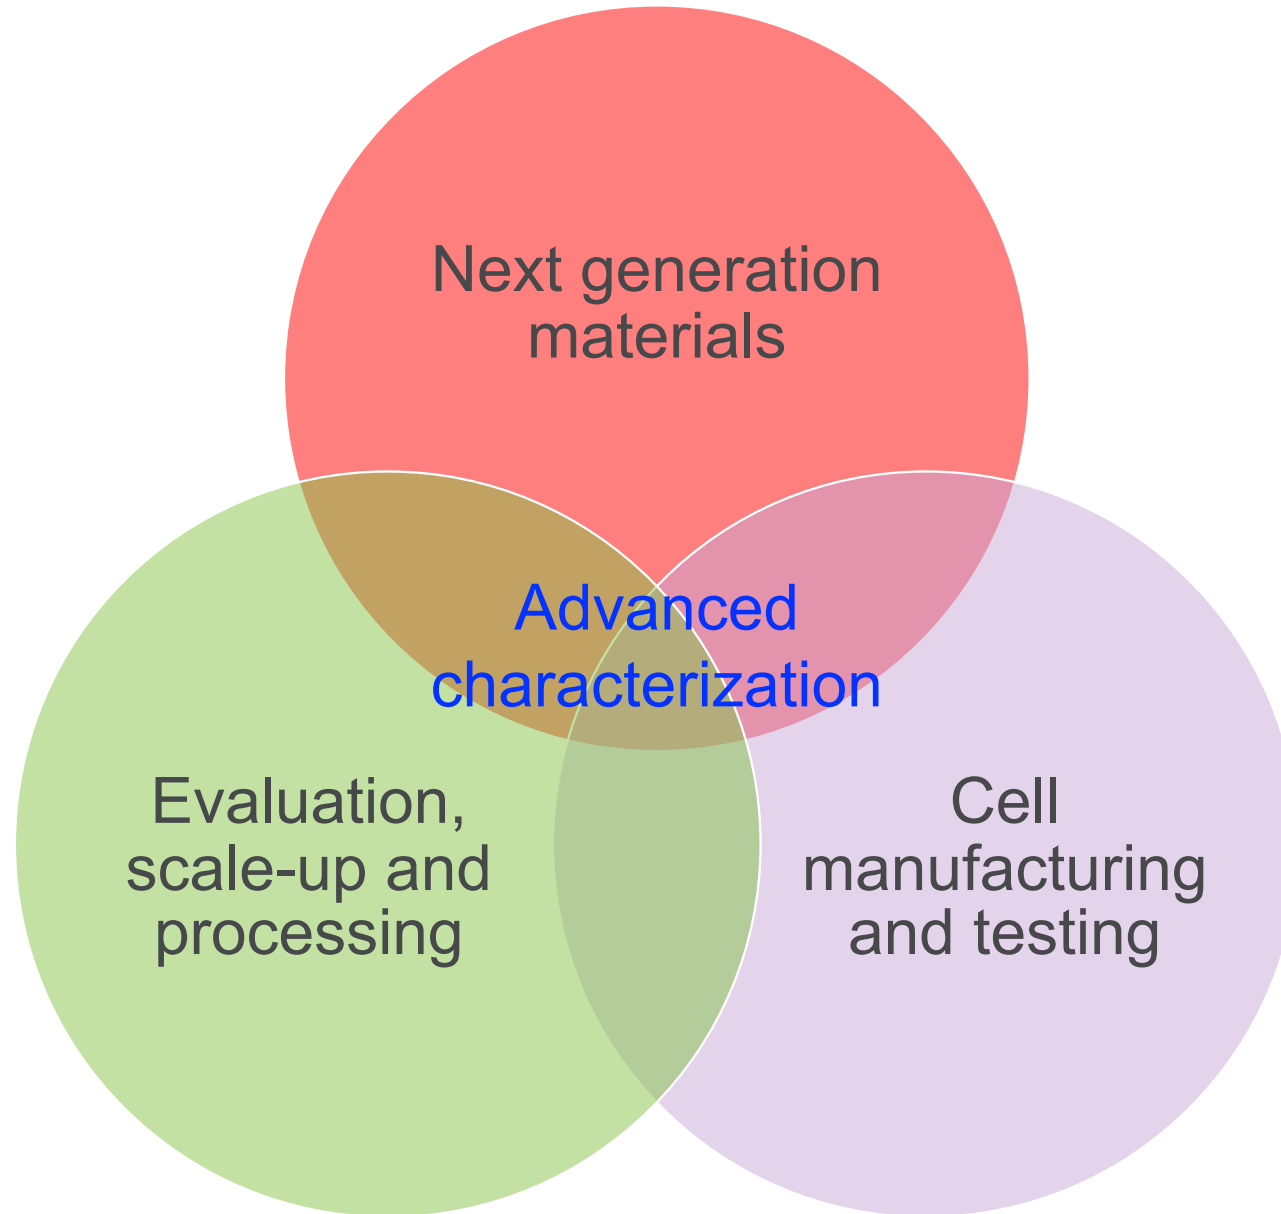 Next generation
materials
Advanced
characterization
Evaluation,
scale-up and
processing
Cell
manufacturing
and testing